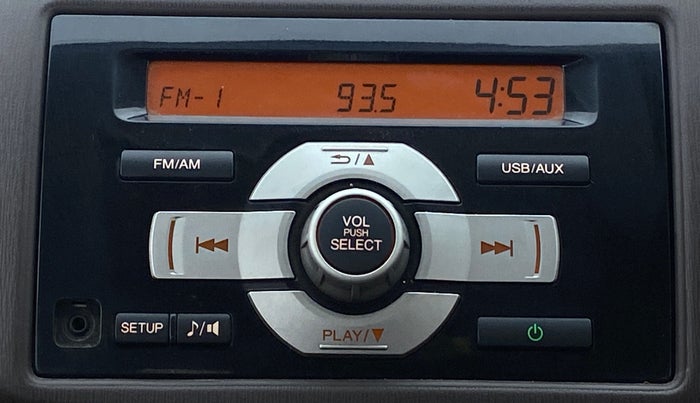 FM-1 93.5 4:53
FM/AM
/▲
USB/AUX
VOL
PUSH
SELECT
SETUP
♪/
PLAY/▼